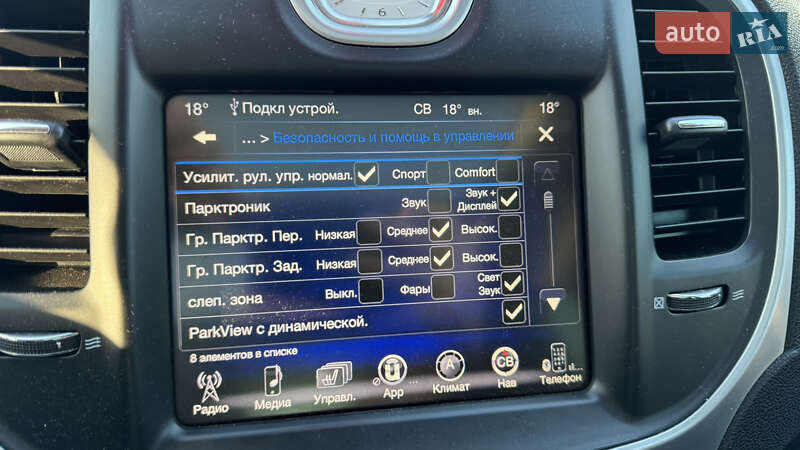 6
auto RIA.com
18° Подкл устрой. СВ 18° вн. 18°
... > Безопасность и помощь в управлении
Усилит. рул. упр. нормал. Спорт Comfort
Парктроник Звук Звук + Дисплей
Гр. Парктр. Пер. Низкая Среднее Высок.
Гр. Парктр. Зад. Низкая Среднее Высок.
слеп. зона Выкл. Фары Свет Звук
ParkView с динамической.
8 элементов в списке
Радио Медиа Управл. App ... A Климат СВ Нав Телефон